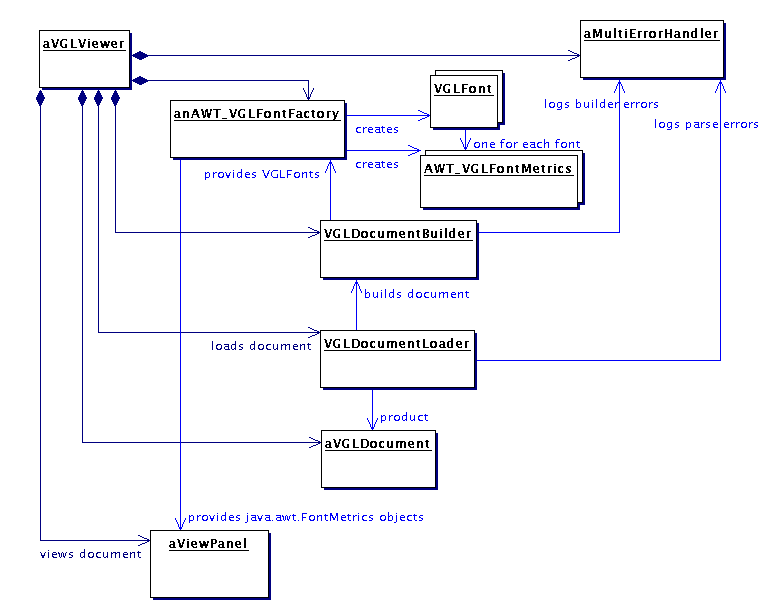 aVGLViewer
aMultiErrorHandler
VGLFont
anAWT_VGLFontFactory
logs builder errors
logs parse errors
creates
one for each font
creates
provides VGLFonts
AWT_VGLFontMetrics
VGLDocumentBuilder
builds document
loads document
VGLDocumentLoader
product
aVGLDocument
provides java.awt.FontMetrics objects
aViewPanel
views document